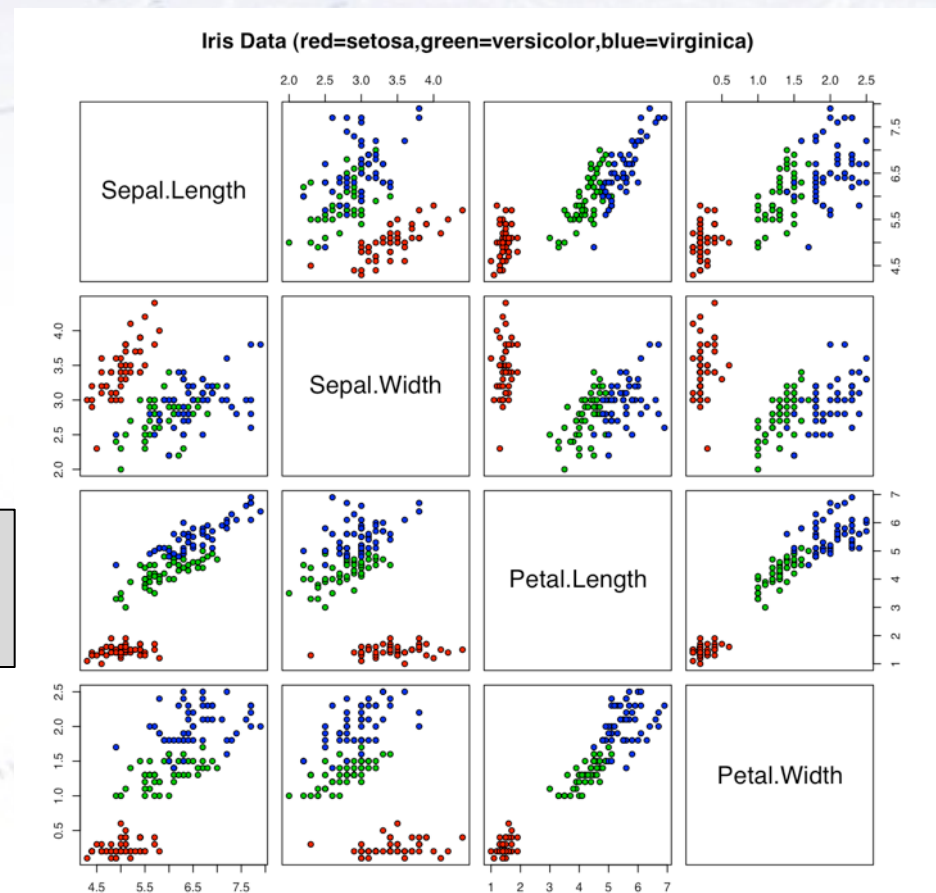 Iris Data (red=setosa,green=versicolor,blue=virginica)
2.0 2.5 3.0 3.5 4.0
0.5 1.0 1.5 2.0 2.5
Sepal.Length
4.5 5.5 6.5 7.5
2.0 2.5 3.0 3.5 4.0
Sepal.Width
Petal.Length
1 2 3 4 5 6 7
0.5 1.0 1.5 2.0 2.5
Petal.Width
4.5 5.5 6.5 7.5
1 2 3 4 5 6 7